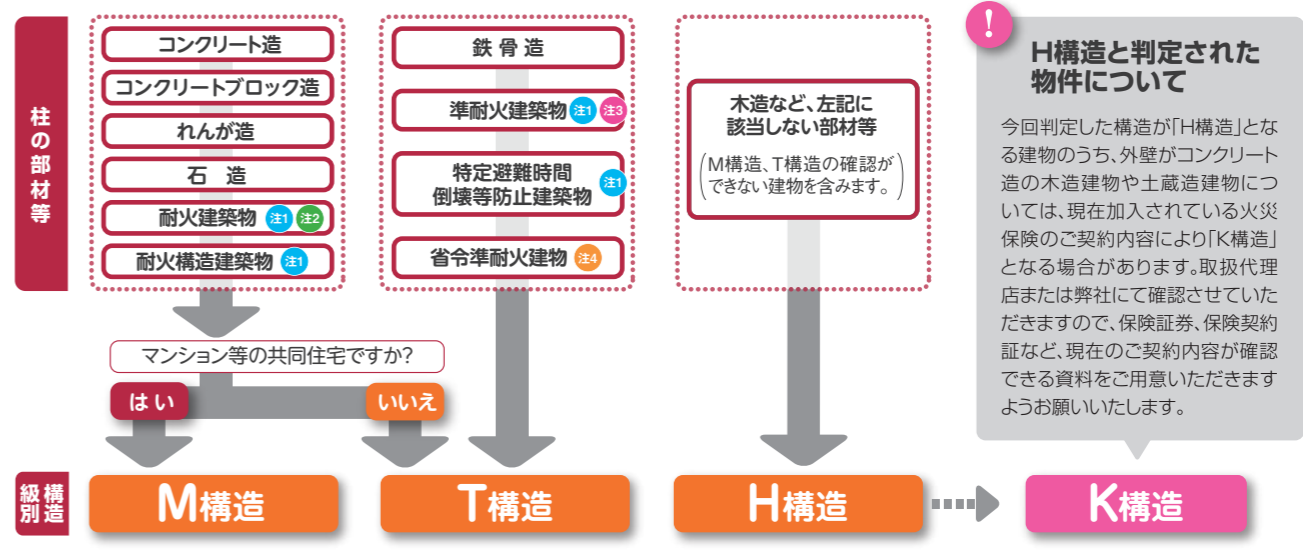 柱の部材等
コンクリート造
コンクリートブロック造
れんが造
石 造
耐火建築物 注1 注2
耐火構造建築物 注1
鉄 骨 造
準耐火建築物 注1 注3
特定避難時間
倒壊等防止建築物 注1
省令準耐火建物 注4
木造など、左記に
該当しない部材等
(M構造、T構造の確認が
できない建物を含みます。)
マンション等の共同住宅ですか?
はい
いいえ
構造
級別
M構造
T構造
H構造
K構造
!
H構造と判定された
物件について
今回判定した構造が「H構造」とな
る建物のうち、外壁がコンクリート
造の木造建物や土蔵造建物につ
いては、現在加入されている火災
保険のご契約内容により「K構造」
となる場合があります。取扱代理
店または弊社にて確認させていた
だきますので、保険証券、保険契約
証など、現在のご契約内容が確認
できる資料をご用意いただきます
ようお願いいたします。